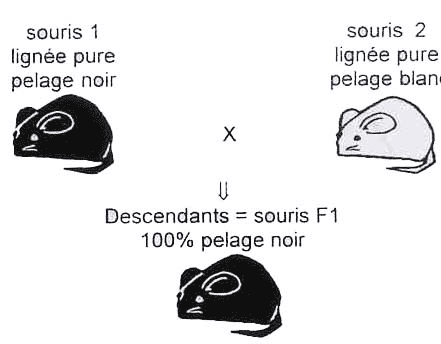 souris 1
lignée pure
pelage noir
souris 2
lignée pure
pelage blanc
X
⇓
Descendants = souris F1
100% pelage noir